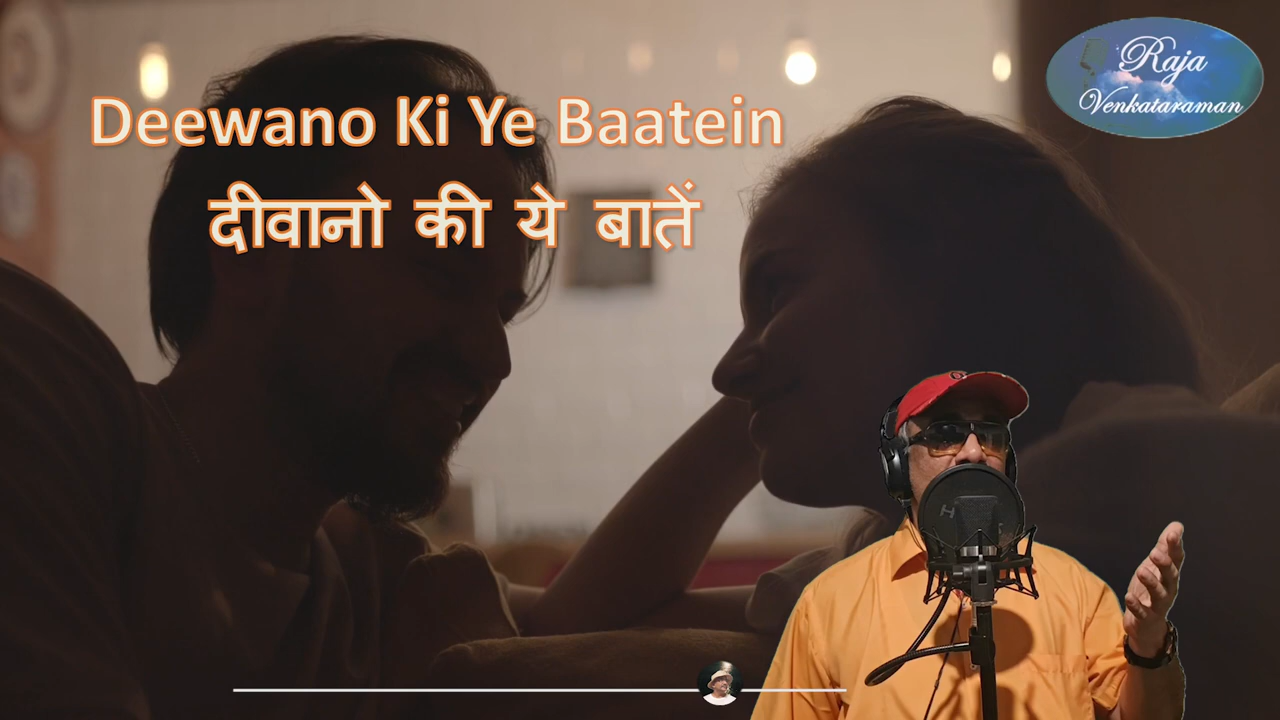 Raja
Venkataraman
Deewano Ki Ye Baatein
दीवानो की ये बातें